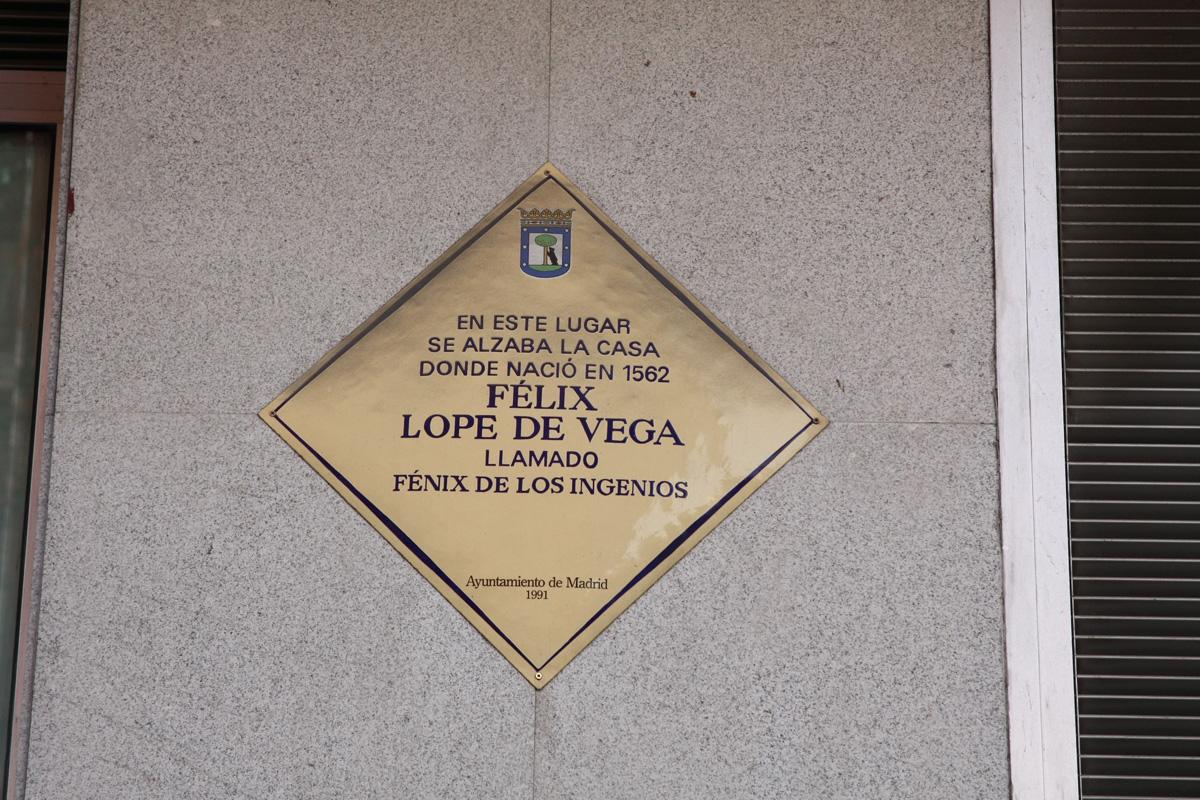 EN ESTE LUGAR
SE ALZABA LA CASA
DONDE NACIÓ EN 1562
FÉLIX
LOPE DE VEGA
LLAMADO
FÉNIX DE LOS INGENIOS
Ayuntamiento de Madrid
1991